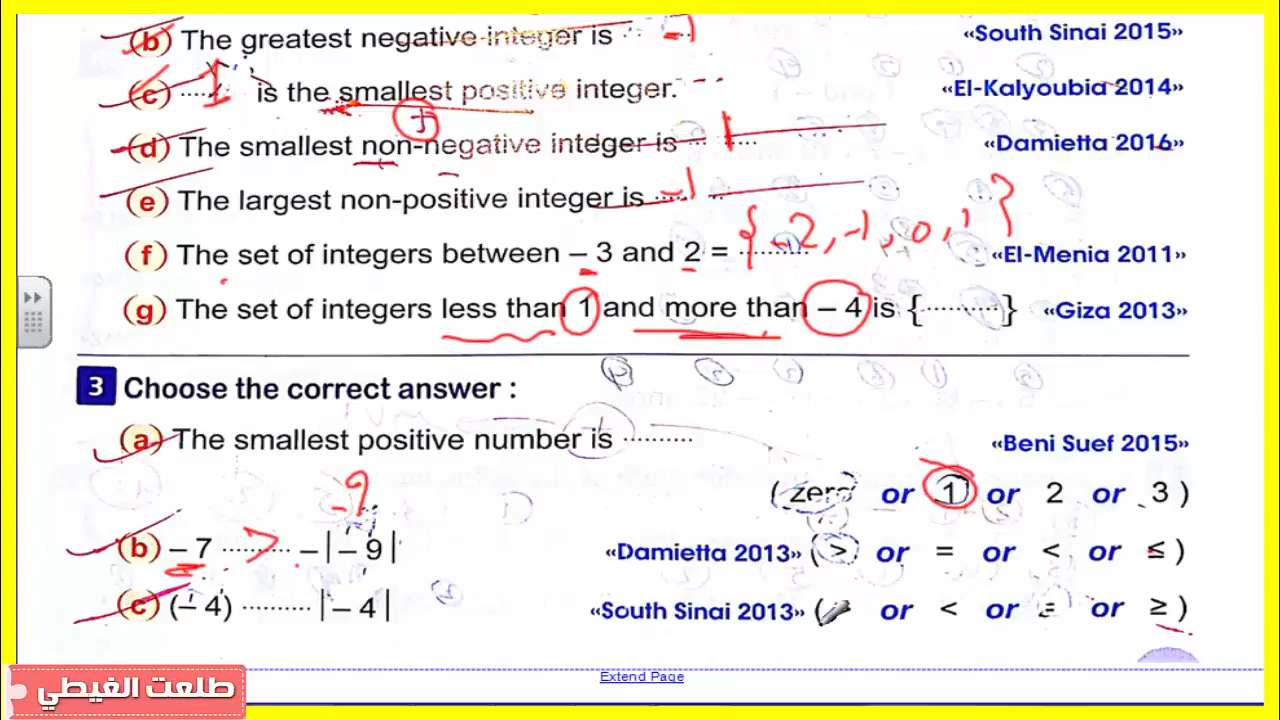 (b) The greatest negative integer is ...... -1 «South Sinai 2015»
(c) ...1... is the smallest positive integer. «El-Kalyoubia 2014»
+
(d) The smallest non-negative integer is ...... 1 «Damietta 2016»
(e) The largest non-positive integer is ...... -1
(f) The set of integers between – 3 and 2 = .......... {-2, -1, 0, 1} «El-Menia 2011»
(g) The set of integers less than 1 and more than – 4 is {..........} «Giza 2013»
3 Choose the correct answer :
(a) The smallest positive number is .......... «Beni Suef 2015»
(zero or 1 or 2 or 3)
-9
(b) – 7 ..... > ..... – | – 9 | «Damietta 2013» (> or = or < or ≤)
(c) (– 4) .......... | – 4 | «South Sinai 2013» ( or < or = or ≥)
Extend Page
طلعت الغيطي